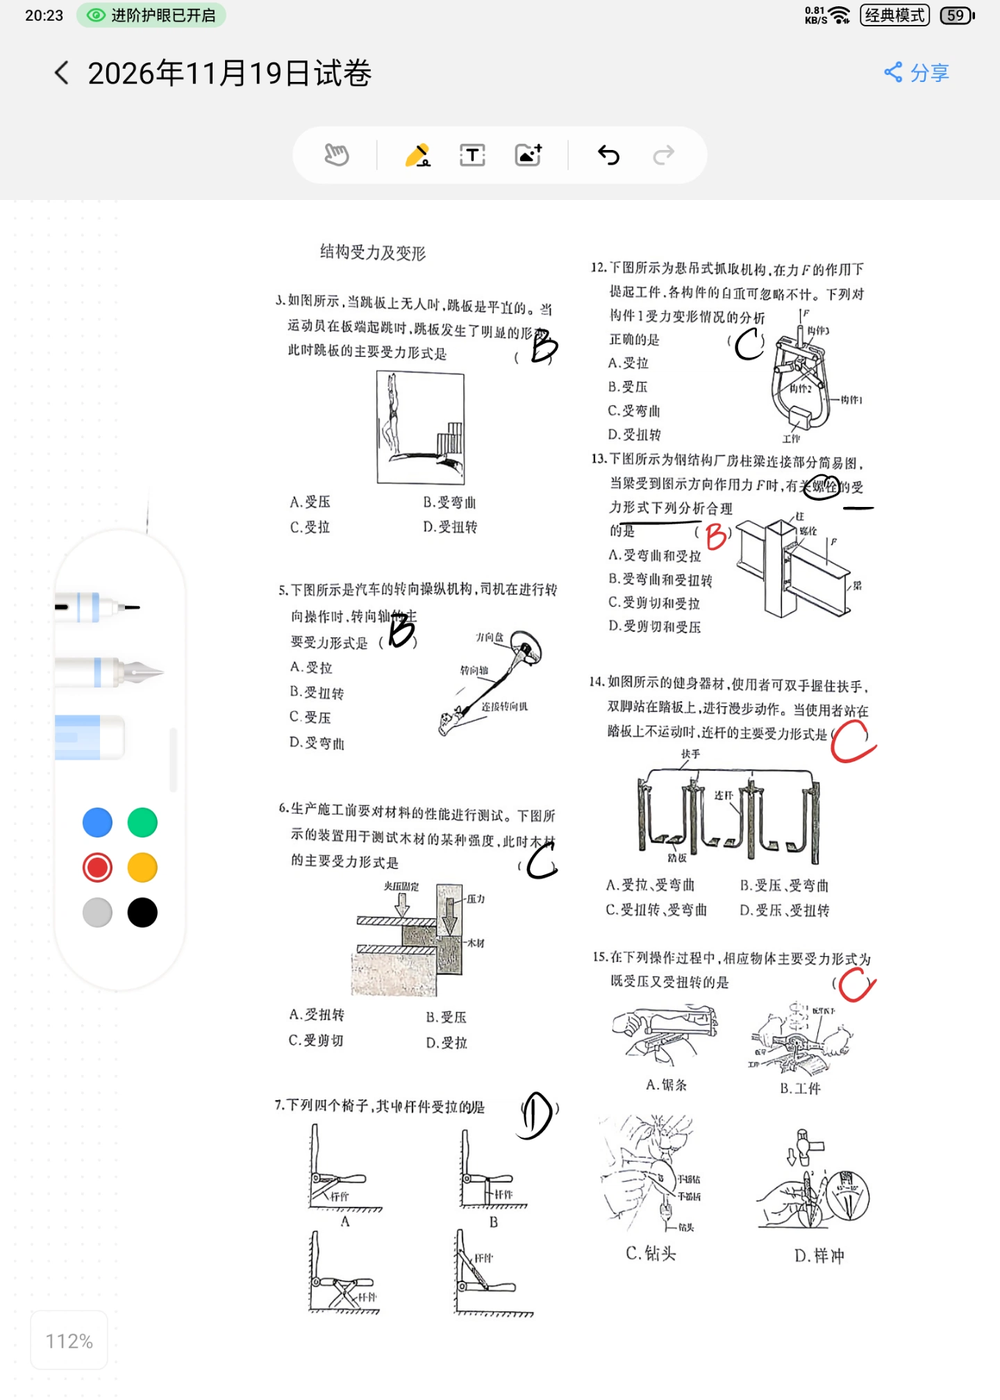 20:23
进阶护眼已开启
0.81
KB/S
经典模式
59
2026年11月19日试卷
分享
结构受力及变形
3.如图所示,当跳板上无人时,跳板是平直的。当
运动员在板端起跳时,跳板发生了明显的形变,
此时跳板的主要受力形式是 ( B )
A.受压 B.受弯曲
C.受拉 D.受扭转
5.下图所示是汽车的转向操纵机构,司机在进行转
向操作时,转向轴的主
要受力形式是 ( B )
A.受拉
B.受扭转
C.受压
D.受弯曲
方向盘
转向轴
连接转向机
6.生产施工前要对材料的性能进行测试。下图所
示的装置用于测试木材的某种强度,此时木材
的主要受力形式是 ( C )
夹压固定
压力
木材
A.受扭转 B.受压
C.受剪切 D.受拉
7.下列四个椅子,其中杆件受拉的是 ( D )
杆件
A
杆件
B
杆件
杆件
12.下图所示为悬吊式抓取机构,在力F的作用下
提起工件,各构件的自重可忽略不计。下列对
构件1受力变形情况的分析
正确的是 ( C )
A.受拉
B.受压
C.受弯曲
D.受扭转
F
构件3
构件2
构件1
工件
13.下图所示为钢结构厂房柱梁连接部分简易图,
当梁受到图示方向作用力F时,有关螺栓的受
力形式下列分析合理
的是 ( B )
A.受弯曲和受拉
B.受弯曲和受扭转
C.受剪切和受拉
D.受剪切和受压
柱
螺栓
F
梁
14.如图所示的健身器材,使用者可双手握住扶手,
双脚站在踏板上,进行漫步动作。当使用者站在
踏板上不运动时,连杆的主要受力形式是( C )
扶手
连杆
踏板
A.受拉、受弯曲 B.受压、受弯曲
C.受扭转、受弯曲 D.受压、受扭转
15.在下列操作过程中,相应物体主要受力形式为
既受压又受扭转的是 ( C )
A.锯条
板牙
工件
B.工件
手摇钻
钻头
C.钻头
D.样冲
112%